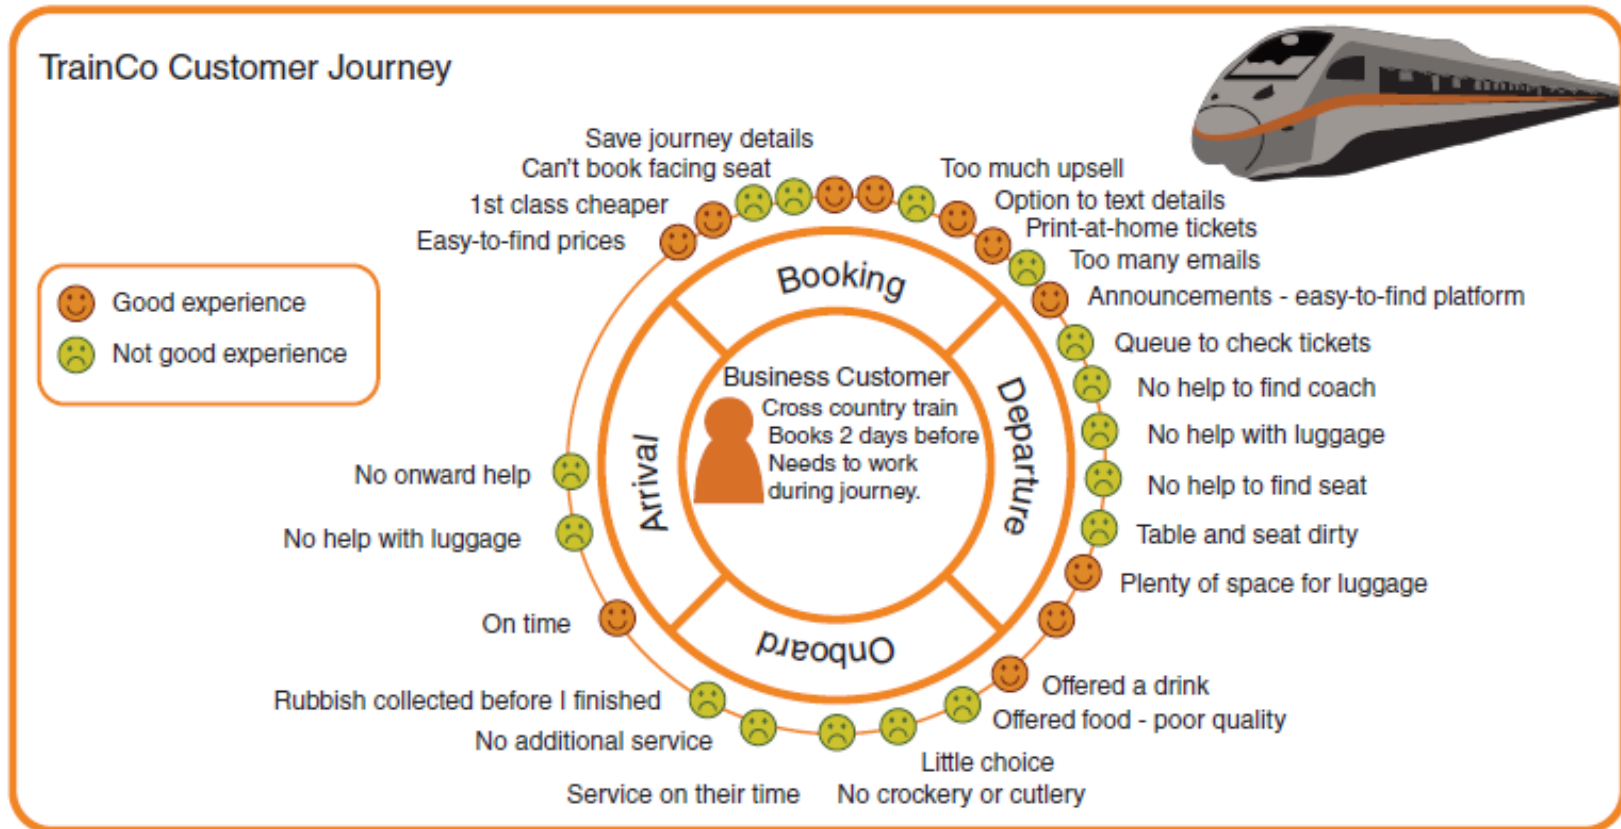 TrainCo Customer Journey
Save journey details
Can't book facing seat
1st class cheaper
Easy-to-find prices
Too much upsell
Option to text details
Print-at-home tickets
Too many emails
Announcements - easy-to-find platform
Queue to check tickets
No help to find coach
No help with luggage
No help to find seat
Table and seat dirty
Plenty of space for luggage
Offered a drink
Offered food - poor quality
Little choice
No crockery or cutlery
Service on their time
No additional service
Rubbish collected before I finished
On time
No help with luggage
No onward help
Good experience
Not good experience
Booking
Departure
Onboard
Arrival
Business Customer
Cross country train
Books 2 days before
Needs to work
during journey.